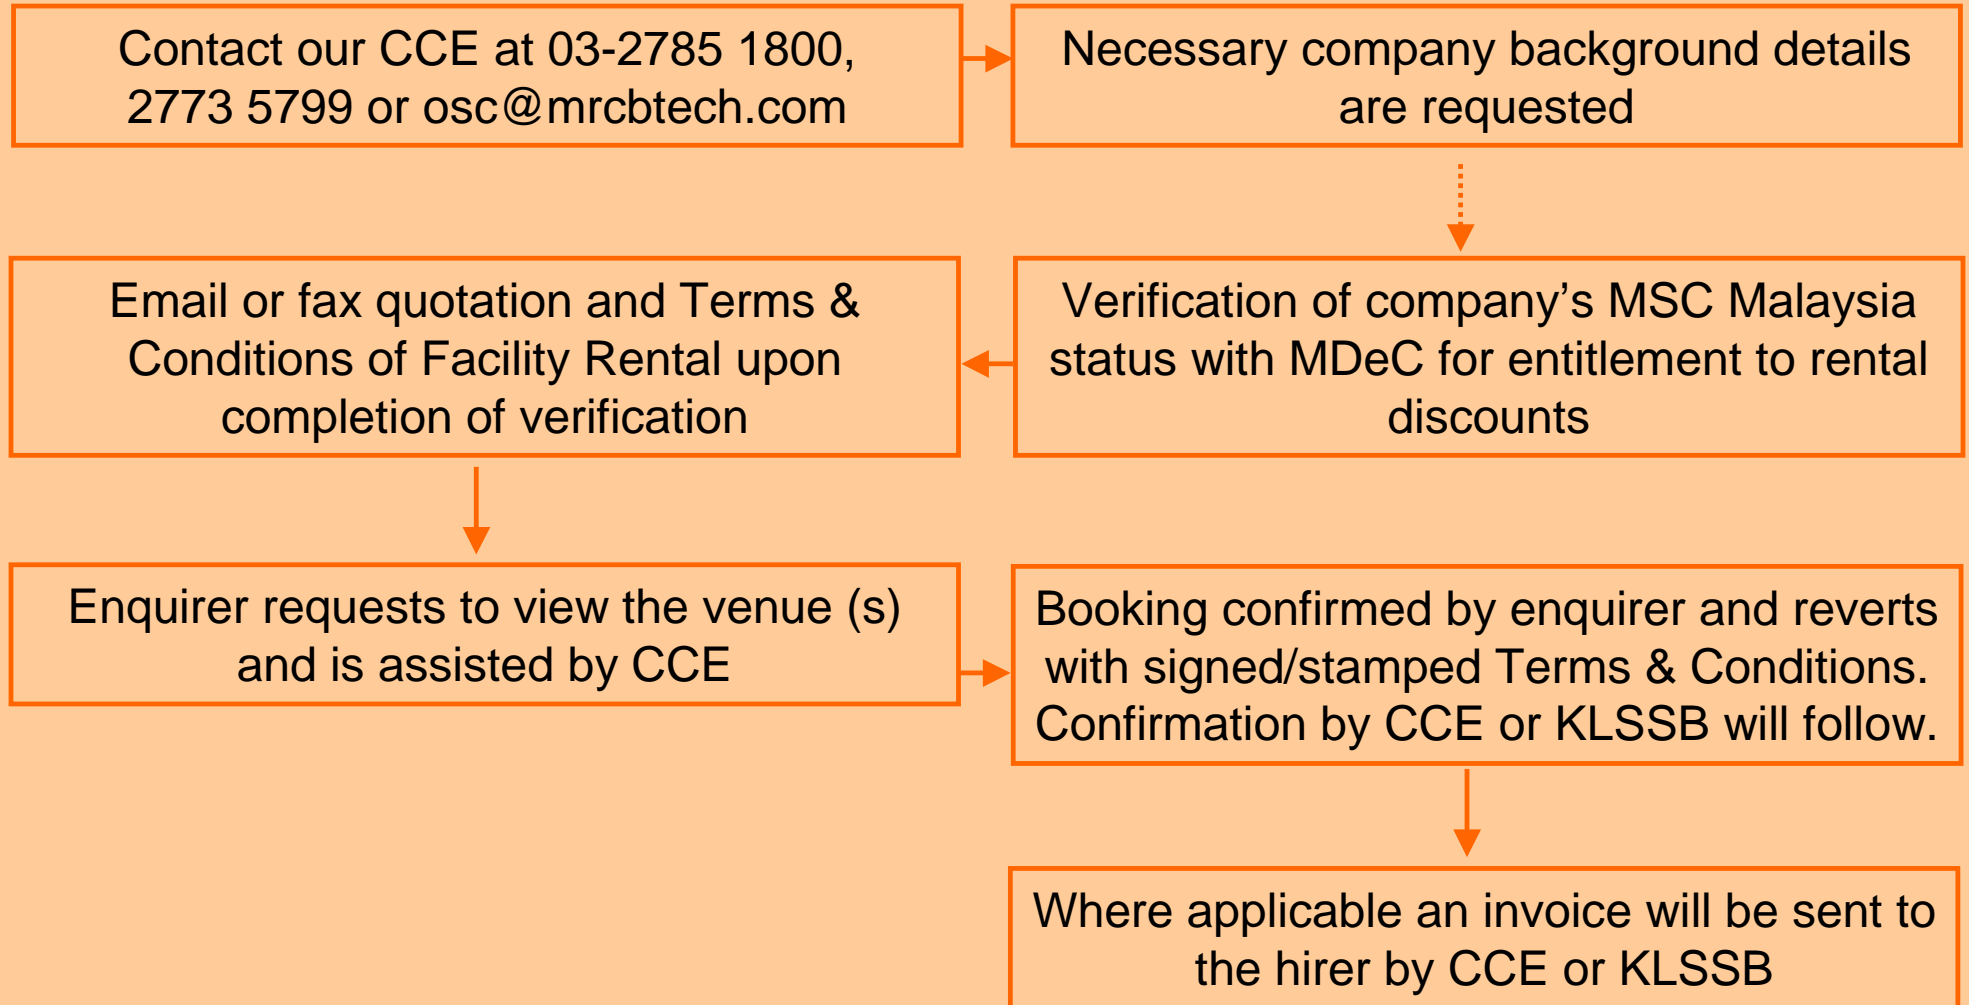 Contact our CCE at 03-2785 1800,
2773 5799 or osc@mrcbtech.com
Necessary company background details
are requested
Verification of company’s MSC Malaysia
status with MDeC for entitlement to rental
discounts
Email or fax quotation and Terms &
Conditions of Facility Rental upon
completion of verification
Enquirer requests to view the venue (s)
and is assisted by CCE
Booking confirmed by enquirer and reverts
with signed/stamped Terms & Conditions.
Confirmation by CCE or KLSSB will follow.
Where applicable an invoice will be sent to
the hirer by CCE or KLSSB